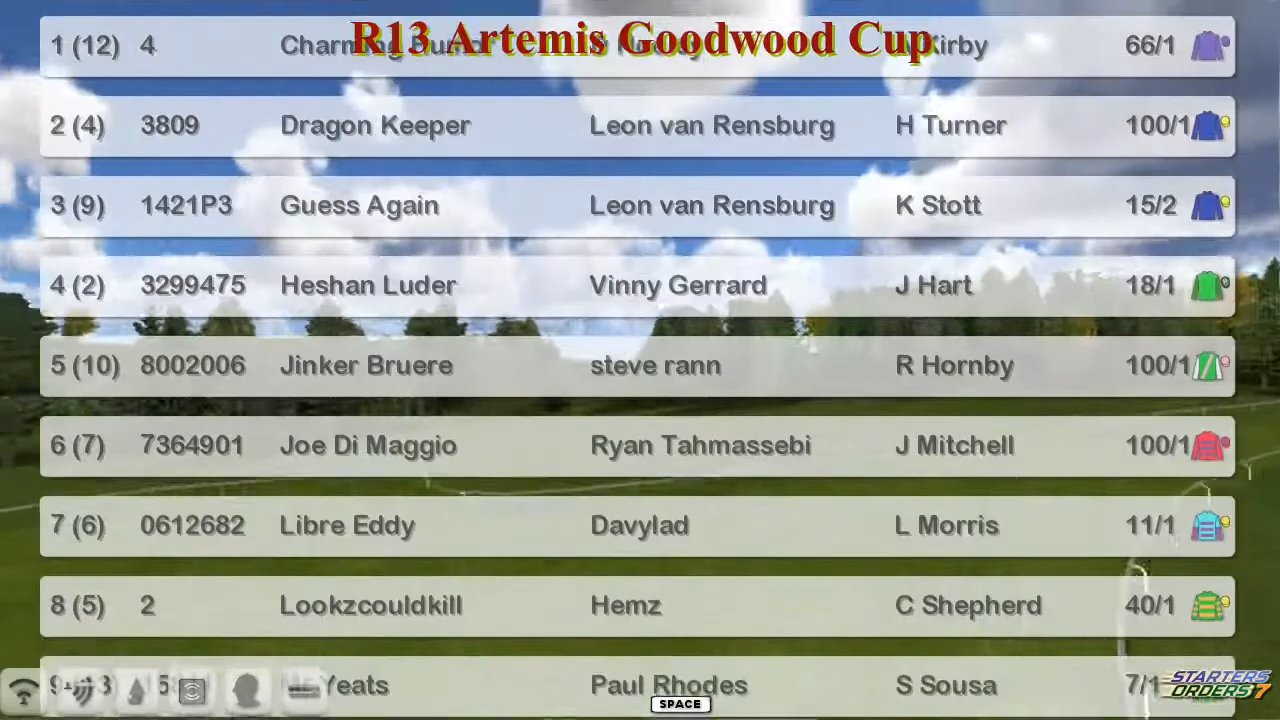 R13 Artemis Goodwood Cup
1 (12) 4 Kirby 66/1
2 (4) 3809 Dragon Keeper Leon van Rensburg H Turner 100/1
3 (9) 1421P3 Guess Again Leon van Rensburg K Stott 15/2
4 (2) 3299475 Heshan Luder Vinny Gerrard J Hart 18/1
5 (10) 8002006 Jinker Bruere steve rann R Hornby 100/1
6 (7) 7364901 Joe Di Maggio Ryan Tahmassebi J Mitchell 100/1
7 (6) 0612682 Libre Eddy Davylad L Morris 11/1
8 (5) 2 Lookzcouldkill Hemz C Shepherd 40/1
Yeats Paul Rhodes S Sousa 7/1
SPACE
STARTERS ORDERS 7